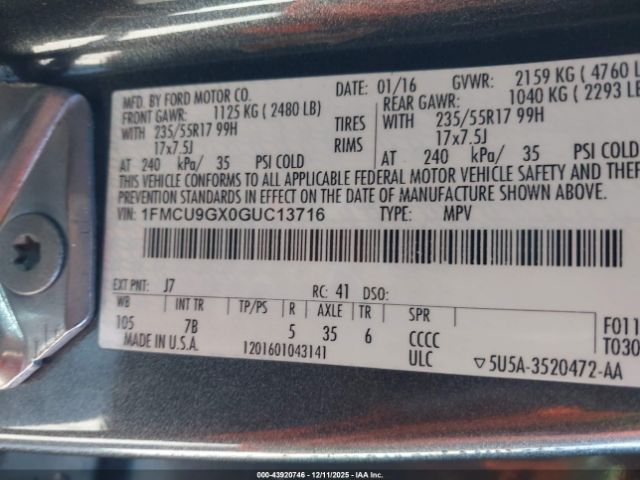 MFD. BY FORD MOTOR CO.
DATE: 01/16 GVWR: 2159 KG ( 4760 L
FRONT GAWR: 1125 KG ( 2480 LB) REAR GAWR: 1040 KG ( 2293 LB
WITH 235/55R17 99H TIRES WITH 235/55R17 99H
17x7.5J RIMS 17x7.5J
AT 240 kPa/ 35 PSI COLD AT 240 kPa/ 35 PSI COLD
THIS VEHICLE CONFORMS TO ALL APPLICABLE FEDERAL MOTOR VEHICLE SAFETY AND THEF
PREVENTION STANDARDS IN EFFECT ON THE DATE OF MANUFACTURE SHOWN ABOVE.
VIN: 1FMCU9GX0GUC13716 TYPE: MPV
EXT PNT: J7 RC: 41 DSO:
WB INT TR TP/PS R AXLE TR SPR
105 7B 5 35 6 CCCC F011
MADE IN U.S.A. 1201601043141 ULC ▽5U5A-3520472-AA T030
000-43920746 - 12/11/2025 - IAA Inc.